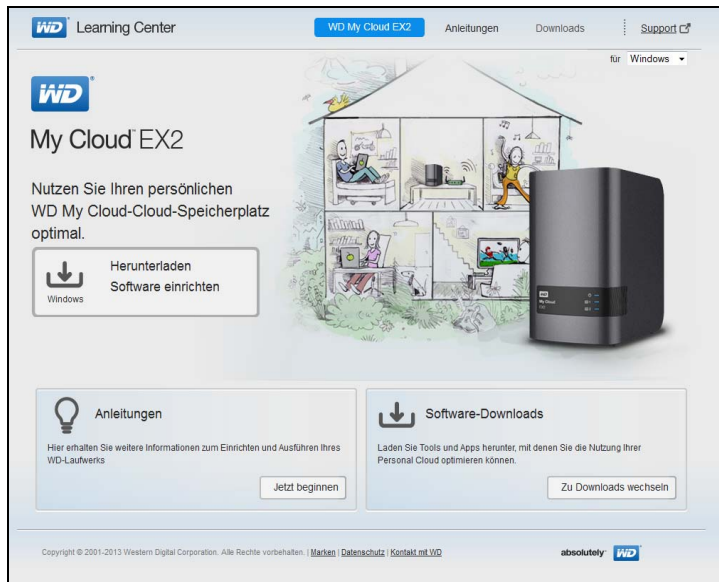 WD Learning Center
WD My Cloud EX2
Anleitungen
Downloads
Support
für Windows
WD
My Cloud™ EX2
Nutzen Sie Ihren persönlichen
WD My Cloud-Cloud-Speicherplatz
optimal.
Herunterladen
Software einrichten
Windows
WD
My Cloud
Anleitungen
Hier erhalten Sie weitere Informationen zum Einrichten und Ausführen Ihres
WD-Laufwerks
Jetzt beginnen
Software-Downloads
Laden Sie Tools und Apps herunter, mit denen Sie die Nutzung Ihrer
Personal Cloud optimieren können.
Zu Downloads wechseln
Copyright © 2001-2013 Western Digital Corporation. Alle Rechte vorbehalten. | Marken | Datenschutz | Kontakt mit WD
absolutely WD